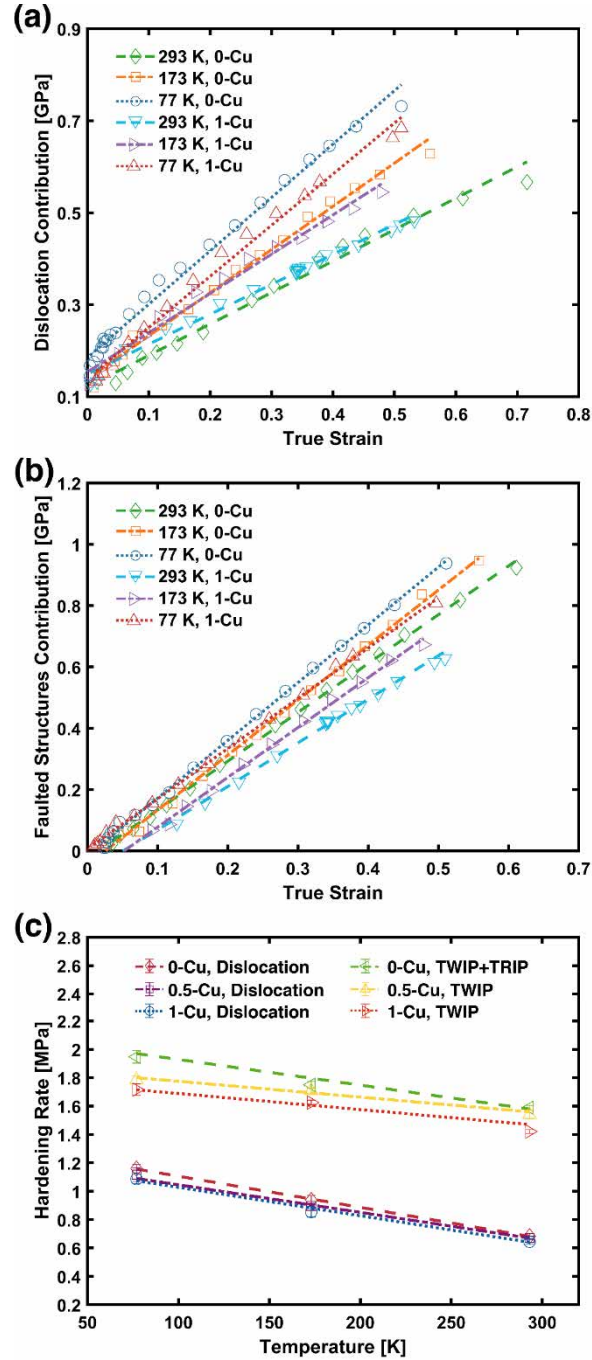 (a)
0.9
0.7
0.5
0.3
0.1
Dislocation Contribution [GPa]
293 K, 0-Cu
173 K, 0-Cu
77 K, 0-Cu
293 K, 1-Cu
173 K, 1-Cu
77 K, 1-Cu
0 0.1 0.2 0.3 0.4 0.5 0.6 0.7 0.8
True Strain
(b)
1.2
1
0.8
0.6
0.4
0.2
0
Faulted Structures Contribution [GPa]
293 K, 0-Cu
173 K, 0-Cu
77 K, 0-Cu
293 K, 1-Cu
173 K, 1-Cu
77 K, 1-Cu
0 0.1 0.2 0.3 0.4 0.5 0.6 0.7
True Strain
(c)
2.8
2.6
2.4
2.2
2
1.8
1.6
1.4
1.2
1
0.8
0.6
0.4
0.2
Hardening Rate [MPa]
0-Cu, Dislocation 0-Cu, TWIP+TRIP
0.5-Cu, Dislocation 0.5-Cu, TWIP
1-Cu, Dislocation 1-Cu, TWIP
50 100 150 200 250 300
Temperature [K]